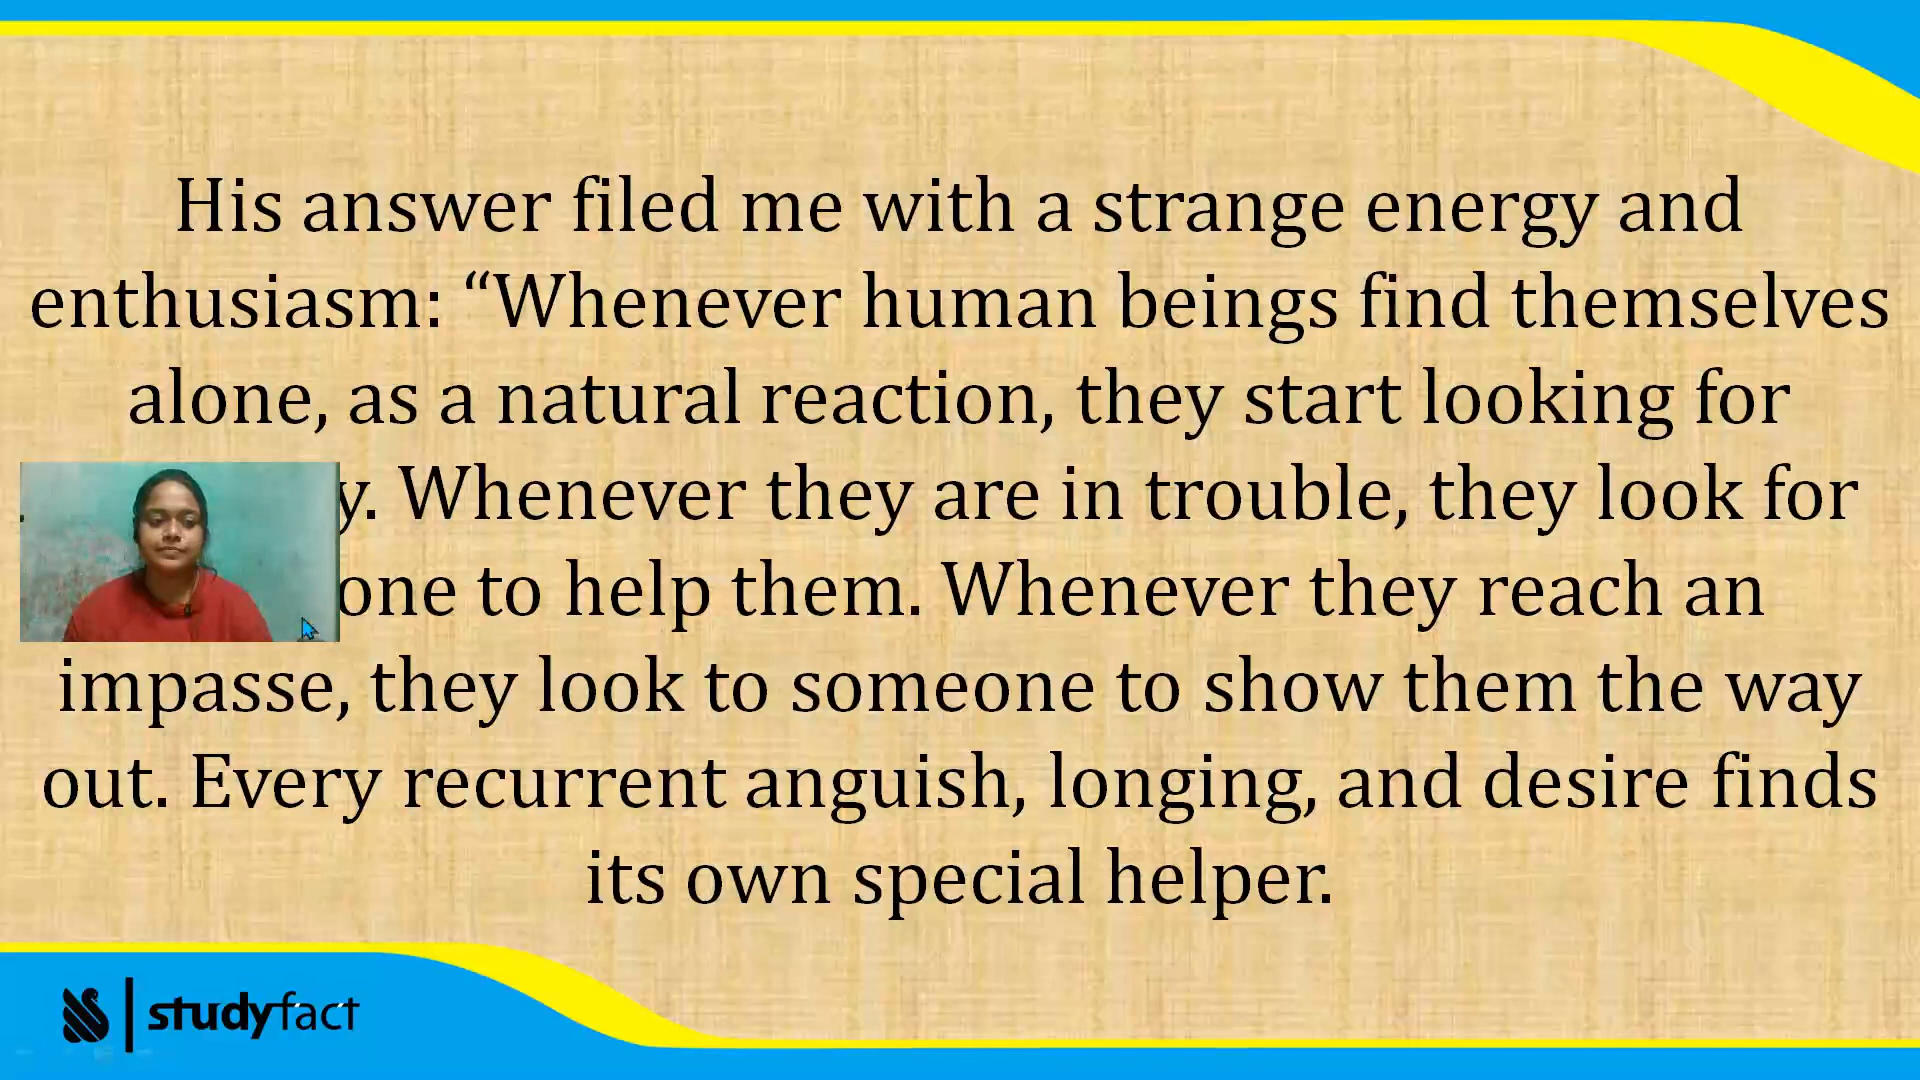 His answer filed me with a strange energy and
enthusiasm: “Whenever human beings find themselves
alone, as a natural reaction, they start looking for
Whenever they are in trouble, they look for
to help them. Whenever they reach an
impasse, they look to someone to show them the way
out. Every recurrent anguish, longing, and desire finds
its own special helper.
studyfact